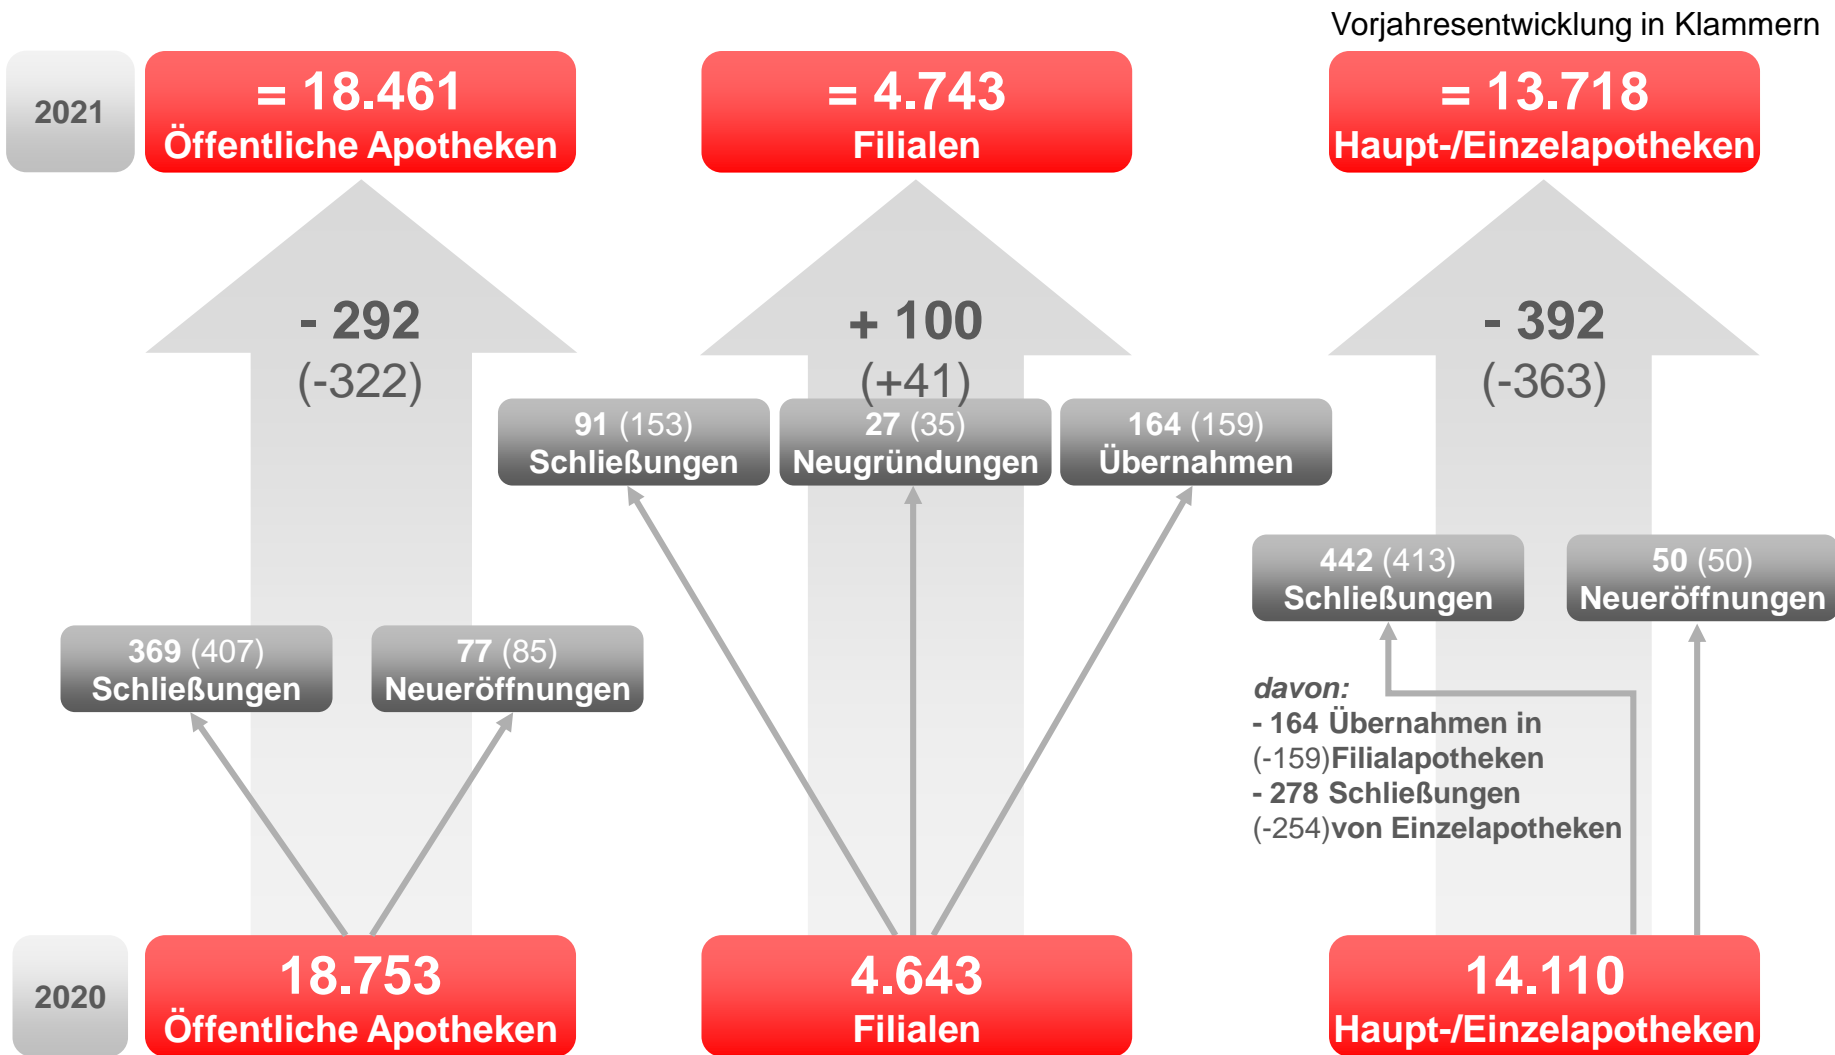 Vorjahresentwicklung in Klammern
2021
= 18.461
Öffentliche Apotheken
= 4.743
Filialen
= 13.718
Haupt-/Einzelapotheken
- 292
(-322)
+ 100
(+41)
- 392
(-363)
91 (153)
Schließungen
27 (35)
Neugründungen
164 (159)
Übernahmen
442 (413)
Schließungen
50 (50)
Neueröffnungen
369 (407)
Schließungen
77 (85)
Neueröffnungen
davon:
- 164 Übernahmen in
(-159)Filialapotheken
- 278 Schließungen
(-254)von Einzelapotheken
2020
18.753
Öffentliche Apotheken
4.643
Filialen
14.110
Haupt-/Einzelapotheken